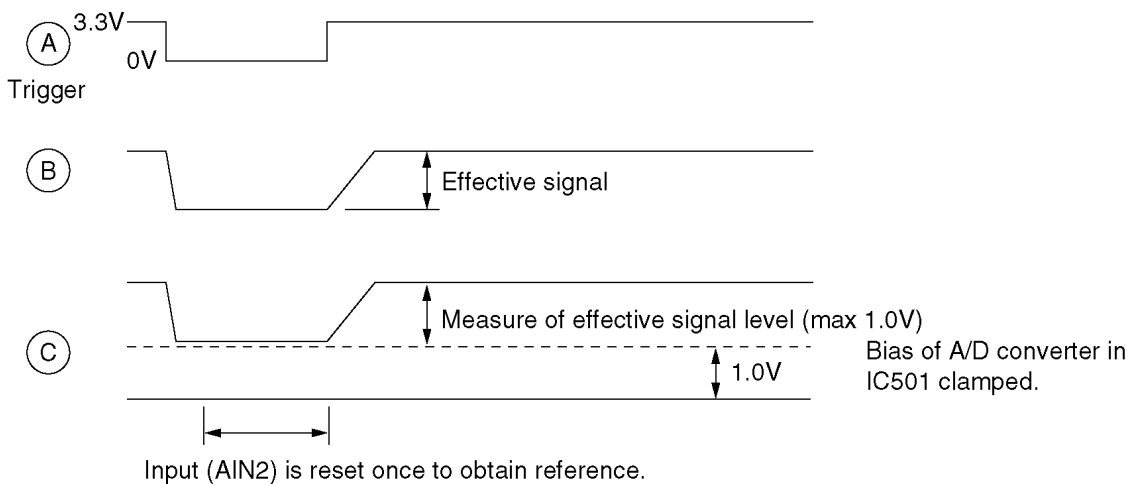 3.3V
A
0V
Trigger
B
Effective signal
Measure of effective signal level (max 1.0V)
C
Bias of A/D converter in
1.0V
IC501 clamped.
Input (AIN2) is reset once to obtain reference.